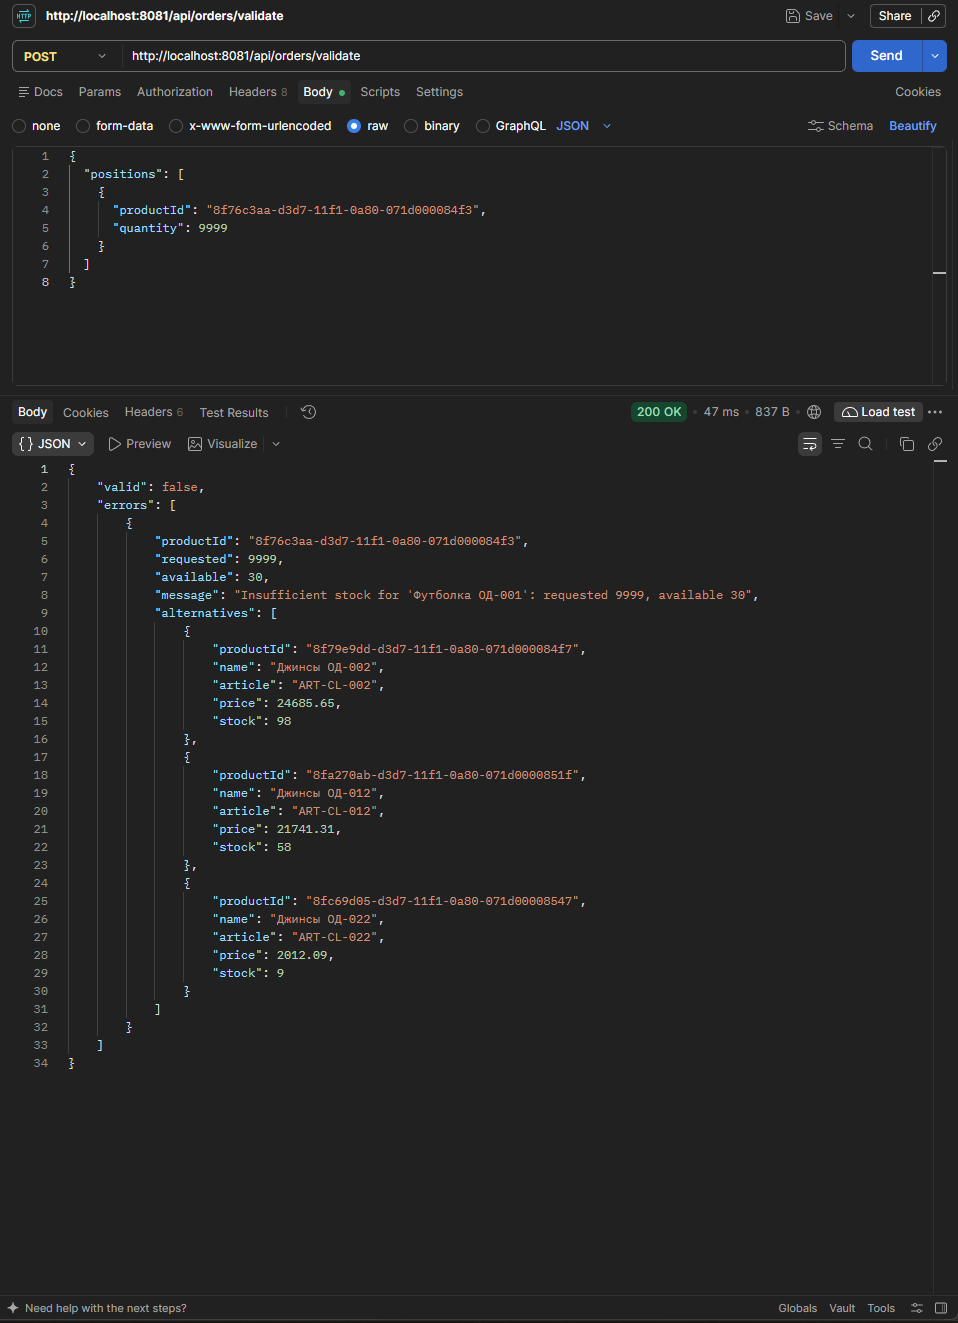 HTTP http://localhost:8081/api/orders/validate Save Share
POST http://localhost:8081/api/orders/validate Send
Docs Params Authorization Headers 8 Body Scripts Settings Cookies
none form-data x-www-form-urlencoded raw binary GraphQL JSON Schema Beautify
1 {
2 "positions": [
3 {
4 "productId": "8f76c3aa-d3d7-11f1-0a80-071d000084f3",
5 "quantity": 9999
6 }
7 ]
8 }
Body Cookies Headers 6 Test Results 200 OK • 47 ms • 837 B • Load test
{} JSON Preview Visualize
1 {
2 "valid": false,
3 "errors": [
4 {
5 "productId": "8f76c3aa-d3d7-11f1-0a80-071d000084f3",
6 "requested": 9999,
7 "available": 30,
8 "message": "Insufficient stock for 'Футболка ОД-001': requested 9999, available 30",
9 "alternatives": [
10 {
11 "productId": "8f79e9dd-d3d7-11f1-0a80-071d000084f7",
12 "name": "Джинсы ОД-002",
13 "article": "ART-CL-002",
14 "price": 24685.65,
15 "stock": 98
16 },
17 {
18 "productId": "8fa270ab-d3d7-11f1-0a80-071d0000851f",
19 "name": "Джинсы ОД-012",
20 "article": "ART-CL-012",
21 "price": 21741.31,
22 "stock": 58
23 },
24 {
25 "productId": "8fc69d05-d3d7-11f1-0a80-071d00008547",
26 "name": "Джинсы ОД-022",
27 "article": "ART-CL-022",
28 "price": 2012.09,
29 "stock": 9
30 }
31 ]
32 }
33 ]
34 }
Need help with the next steps? Globals Vault Tools